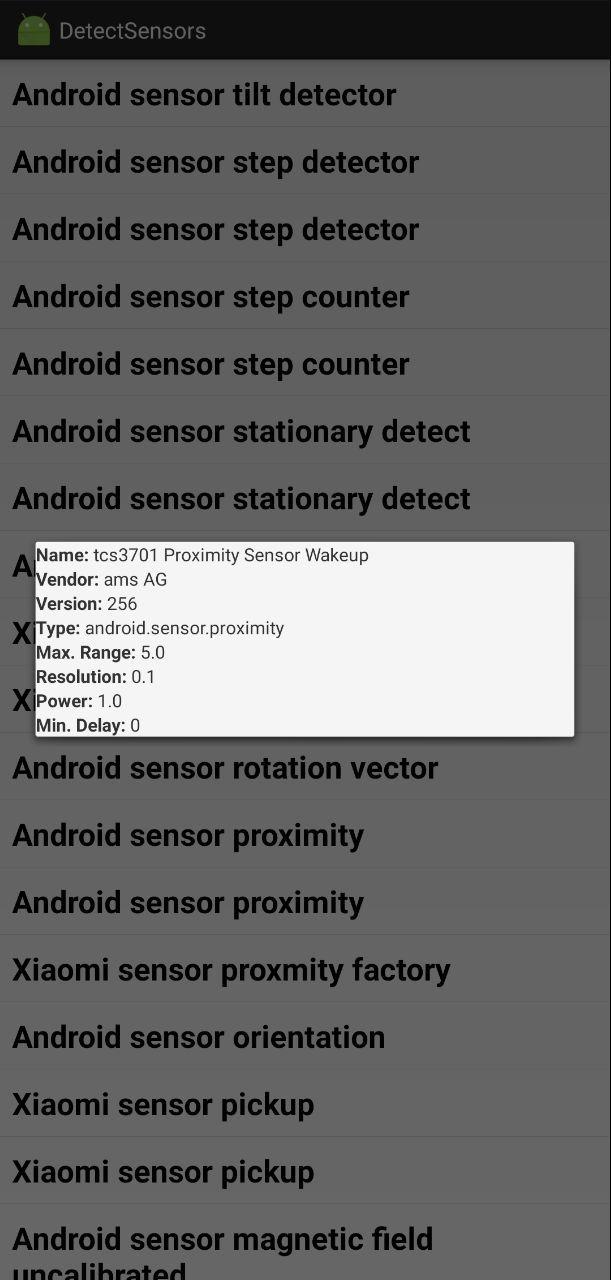 DetectSensors
Android sensor tilt detector
Android sensor step detector
Android sensor step detector
Android sensor step counter
Android sensor step counter
Android sensor stationary detect
Android sensor stationary detect
Name: tcs3701 Proximity Sensor Wakeup
Vendor: ams AG
Version: 256
Type: android.sensor.proximity
Max. Range: 5.0
Resolution: 0.1
Power: 1.0
Min. Delay: 0
Android sensor rotation vector
Android sensor proximity
Android sensor proximity
Xiaomi sensor proxmity factory
Android sensor orientation
Xiaomi sensor pickup
Xiaomi sensor pickup
Android sensor magnetic field
uncalibrated